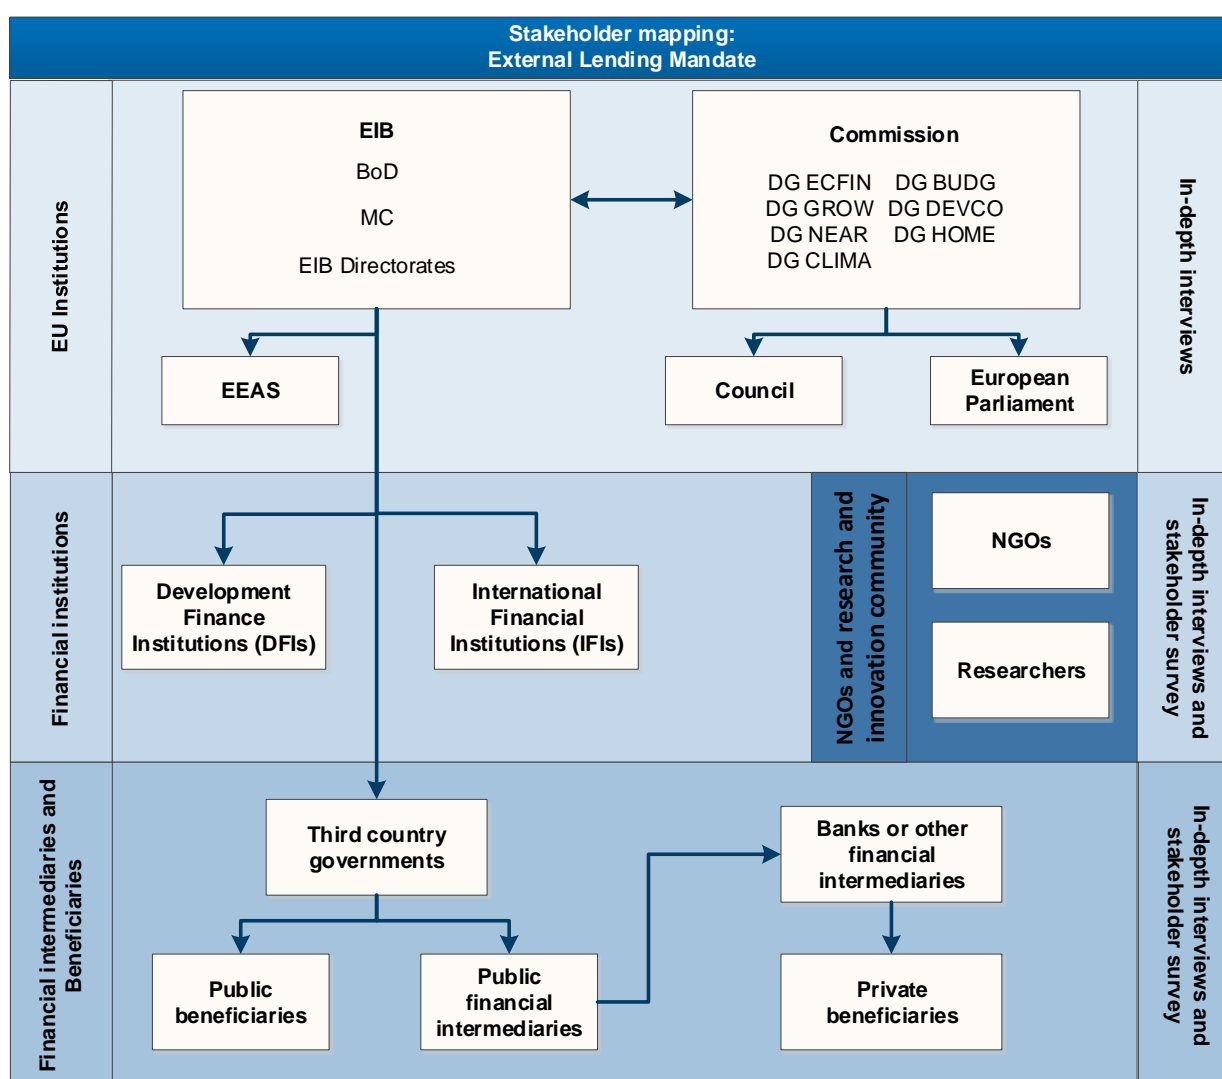 Stakeholder mapping:
External Lending Mandate
EU Institutions
EIB
BoD
MC
EIB Directorates
Commission
DG ECFIN DG BUDG
DG GROW DG DEVCO
DG NEAR DG HOME
DG CLIMA
EEAS
Council
European
Parliament
In-depth interviews
Financial institutions
Development
Finance
Institutions (DFIs)
International
Financial
Institutions (IFIs)
NGOs and research and
innovation community
NGOs
Researchers
In-depth interviews and
stakeholder survey
Financial intermediaries and
Beneficiaries
Third country
governments
Banks or other
financial
intermediaries
Public
beneficiaries
Public
financial
intermediaries
Private
beneficiaries
In-depth interviews and
stakeholder survey